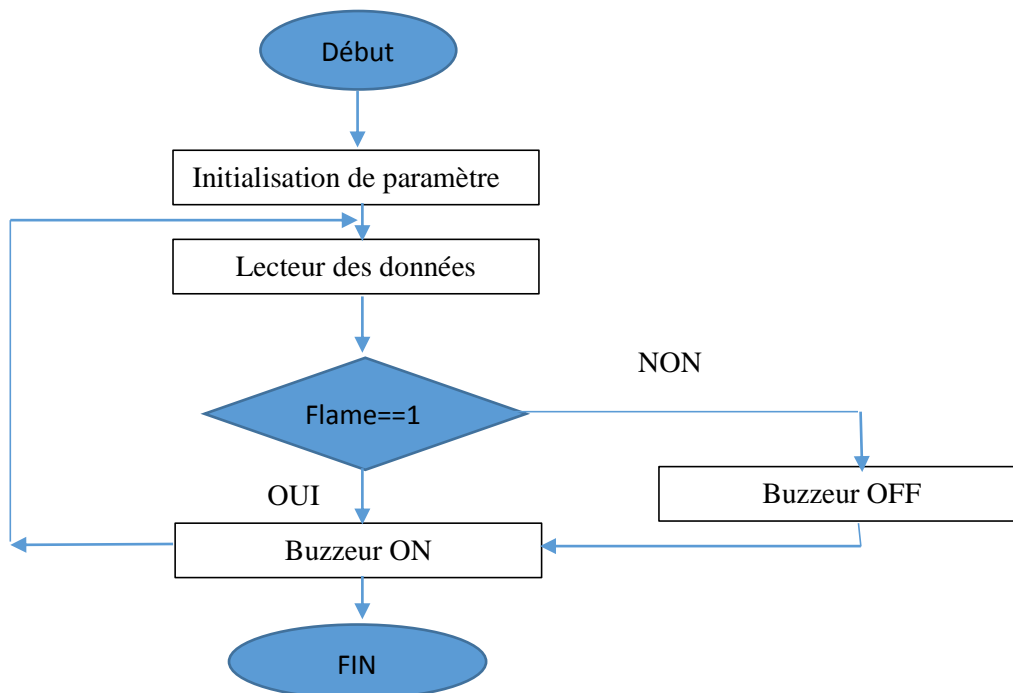 Début
Initialisation de paramètre
Lecteur des données
NON
Flame==1
OUI
Buzzeur OFF
Buzzeur ON
FIN